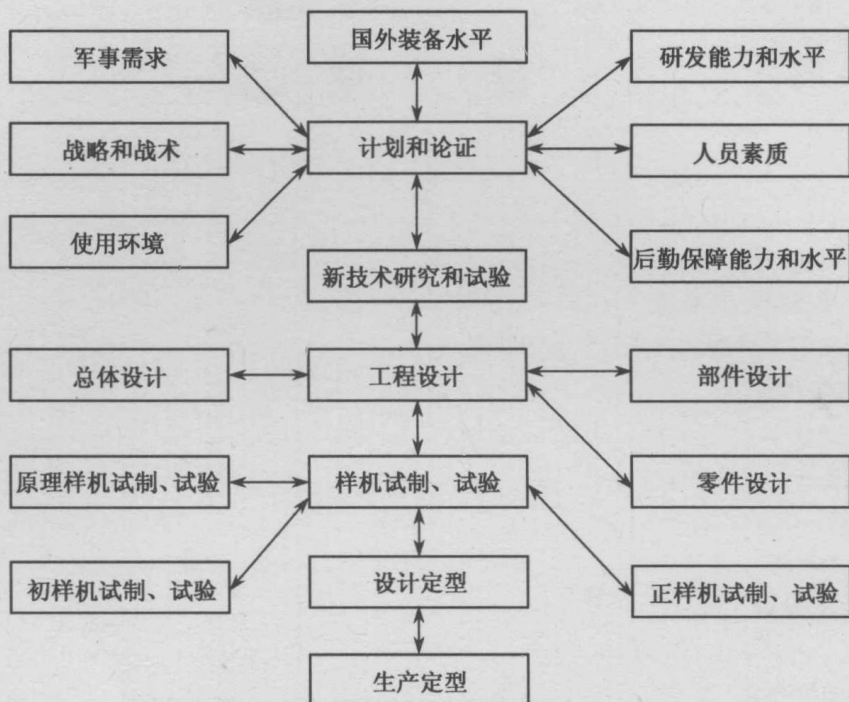 国外装备水平
军事需求
研发能力和水平
战略和战术
计划和论证
人员素质
使用环境
后勤保障能力和水平
新技术研究和试验
总体设计
工程设计
部件设计
原理样机试制、试验
样机试制、试验
零件设计
初样机试制、试验
设计定型
正样机试制、试验
生产定型